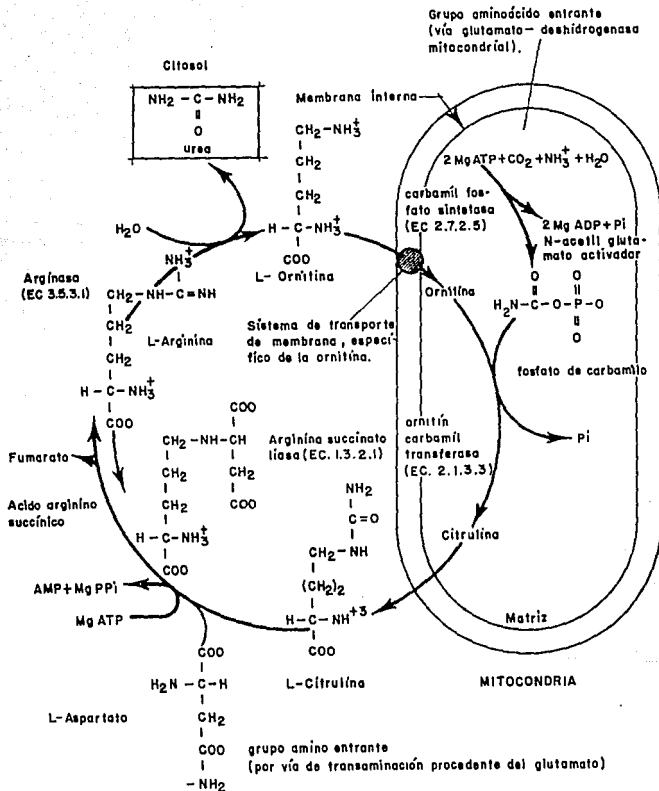 Grupo aminoácido entrante
(vía glutamato- deshidrogenasa
mitocondrial).
Citosol
NH2 - C - NH2
O
urea
Membrana interna
CH2-NH3+
CH2
CH2
H - C - NH3+
COO
L- Ornitina
2 MgATP+CO2 +NH3+ +H2O
carbamil fos-
fato sintetasa
(EC 2.7.2.5)
2Mg ADP+Pi
N-acetil gluta-
mato activador
O
O
H2N-C-O-P-O
O
fosfato de carbamilo
H2O
Arginasa
(EC 3.5.3.1)
NH3+
CH2-NH-C=NH
CH2
CH2
H - C - NH3+
COO
L-Arginina
Ornitina
Sistema de transporte
de membrana, especí-
fico de la ornitina.
Pi
Fumarato
Acido arginino
succínico
COO
CH2 -NH-CH
CH2
CH2
CH2
COO
H-C-NH3+
COO
Arginina succinato
liasa (EC. 1.3.2.1)
ornitín
carbamil
transferasa
(EC. 2.1.3.3)
NH2
C=O
CH2-NH
(CH2)2
H-C-NH+3
COO
L-Citrulina
Citrulina
Matriz
MITOCONDRIA
AMP+Mg PPi
Mg ATP
COO
H2N - C-H
CH2
COO
-NH2
L-Aspartato
grupo amino entrante
(por vía de transaminación procedente del glutamato)